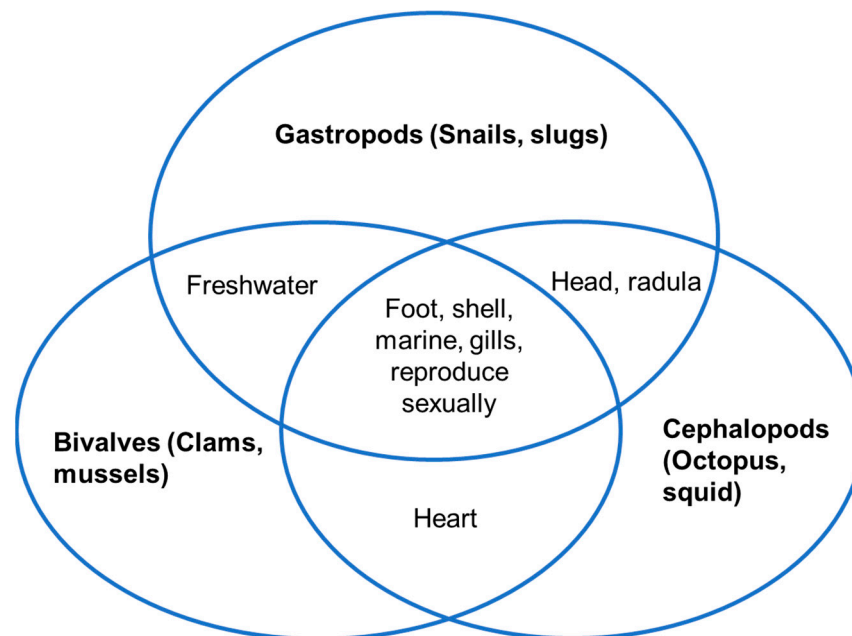 Gastropods (Snails, slugs)
Freshwater
Head, radula
Foot, shell,
marine, gills,
reproduce
sexually
Bivalves (Clams,
mussels)
Cephalopods
(Octopus,
squid)
Heart